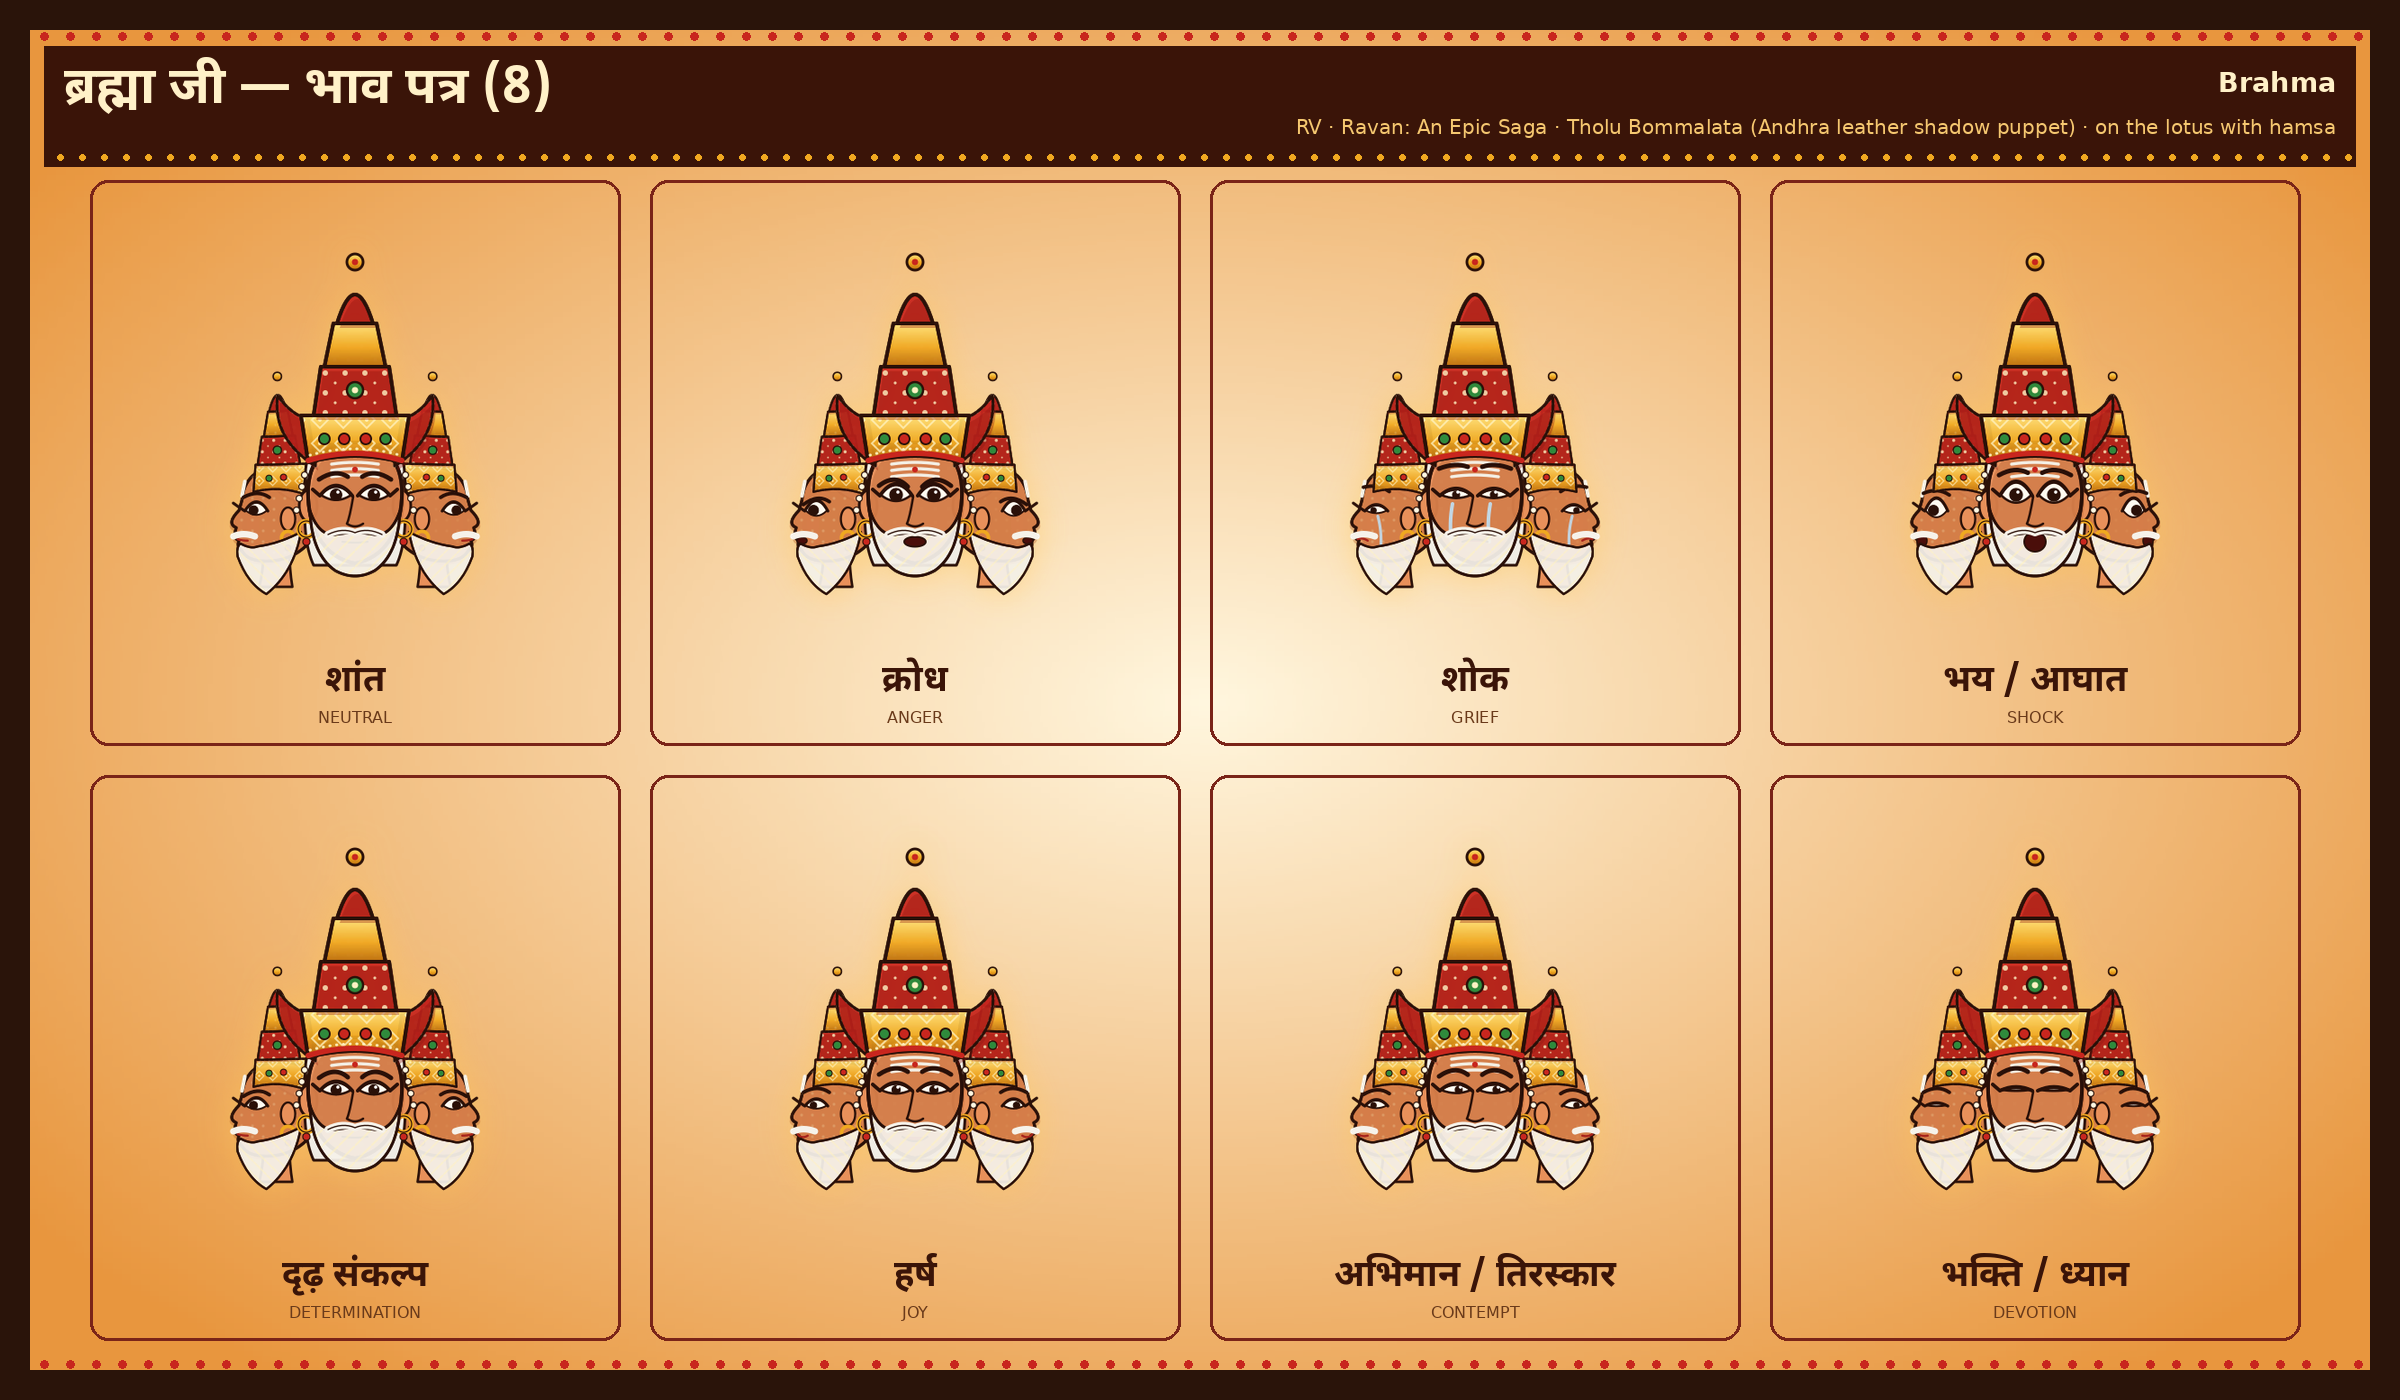 ब्रह्मा जी — भाव पत्र (8)
Brahma
RV · Ravan: An Epic Saga · Tholu Bommalata (Andhra leather shadow puppet) · on the lotus with hamsa
शांत
NEUTRAL
क्रोध
ANGER
शोक
GRIEF
भय / आघात
SHOCK
दृढ़ संकल्प
DETERMINATION
हर्ष
JOY
अभिमान / तिरस्कार
CONTEMPT
भक्ति / ध्यान
DEVOTION